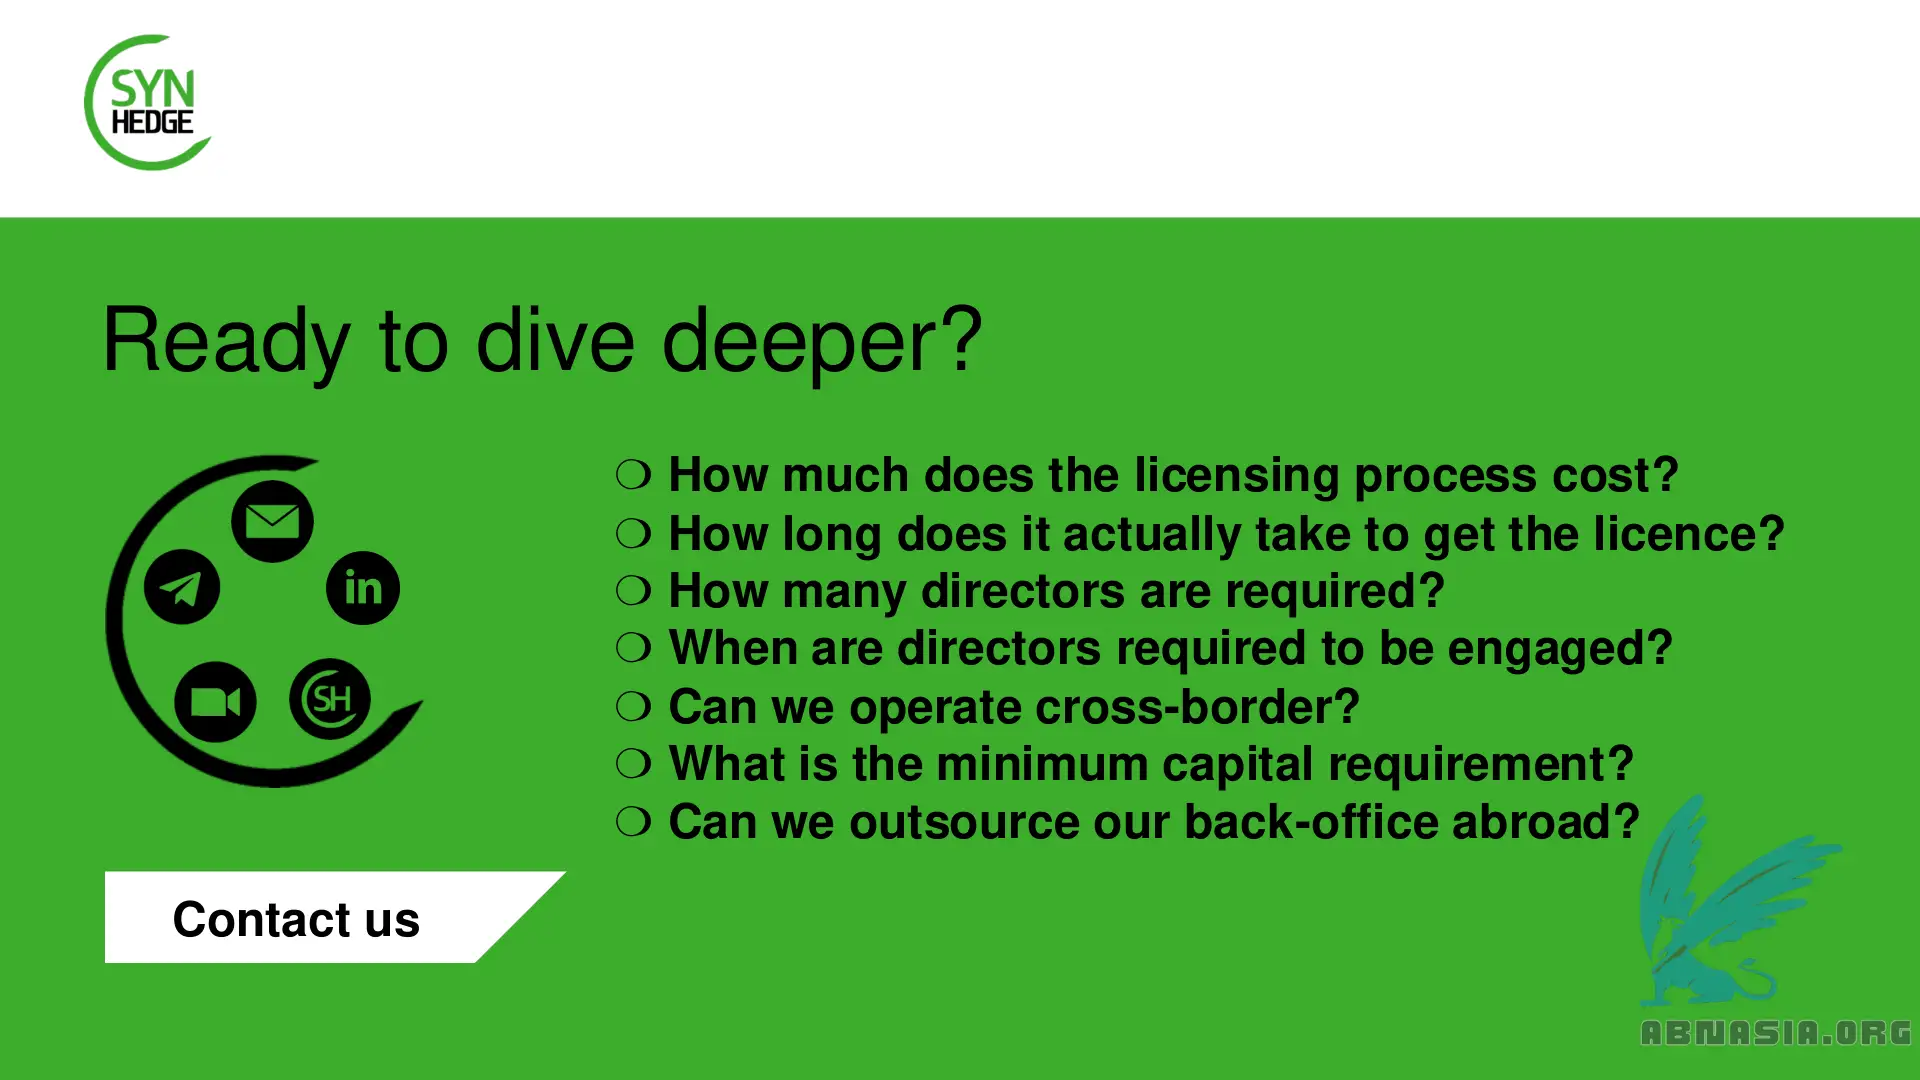 SYN
HEDGE
Ready to dive deeper?
❍ How much does the licensing process cost?
❍ How long does it actually take to get the licence?
❍ How many directors are required?
❍ When are directors required to be engaged?
❍ Can we operate cross-border?
❍ What is the minimum capital requirement?
❍ Can we outsource our back-office abroad?
in
SH
Contact us
ABNASIA.ORG